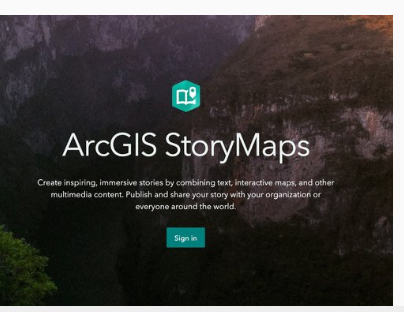 ArcGIS StoryMaps
Create inspiring, immersive stories by combining text, interactive maps, and other
multimedia content. Publish and share your story with your organization or
everyone around the world.
Sign in